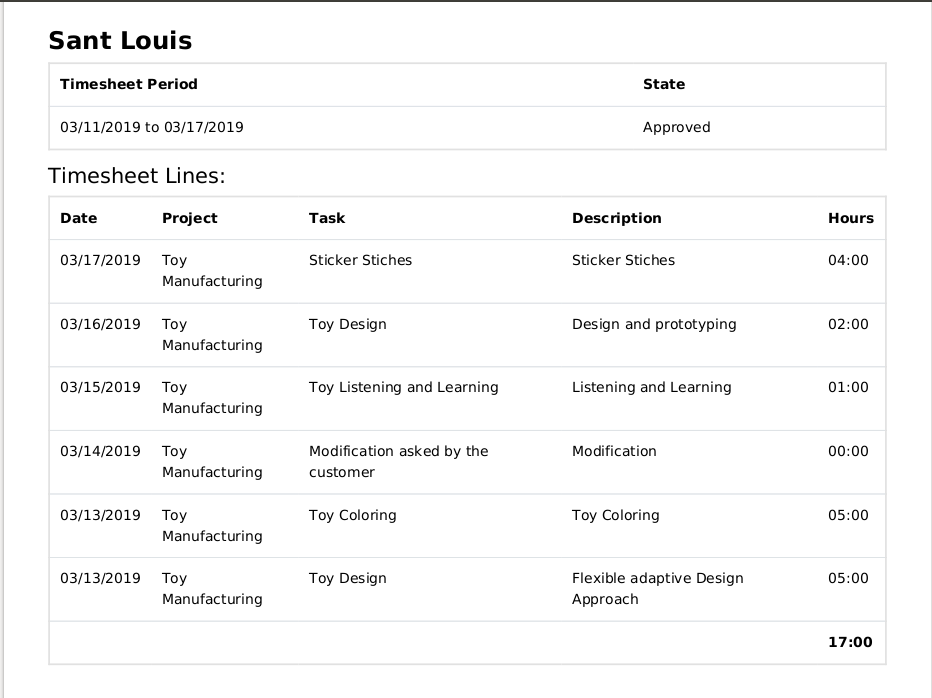 Sant Louis
Timesheet Period State
03/11/2019 to 03/17/2019 Approved
Timesheet Lines:
Date Project Task Description Hours
03/17/2019 Toy Sticker Stiches Sticker Stiches 04:00
Manufacturing
03/16/2019 Toy Toy Design Design and prototyping 02:00
Manufacturing
03/15/2019 Toy Toy Listening and Learning Listening and Learning 01:00
Manufacturing
03/14/2019 Toy Modification asked by the Modification 00:00
Manufacturing customer
03/13/2019 Toy Toy Coloring Toy Coloring 05:00
Manufacturing
03/13/2019 Toy Toy Design Flexible adaptive Design 05:00
Manufacturing Approach
17:00